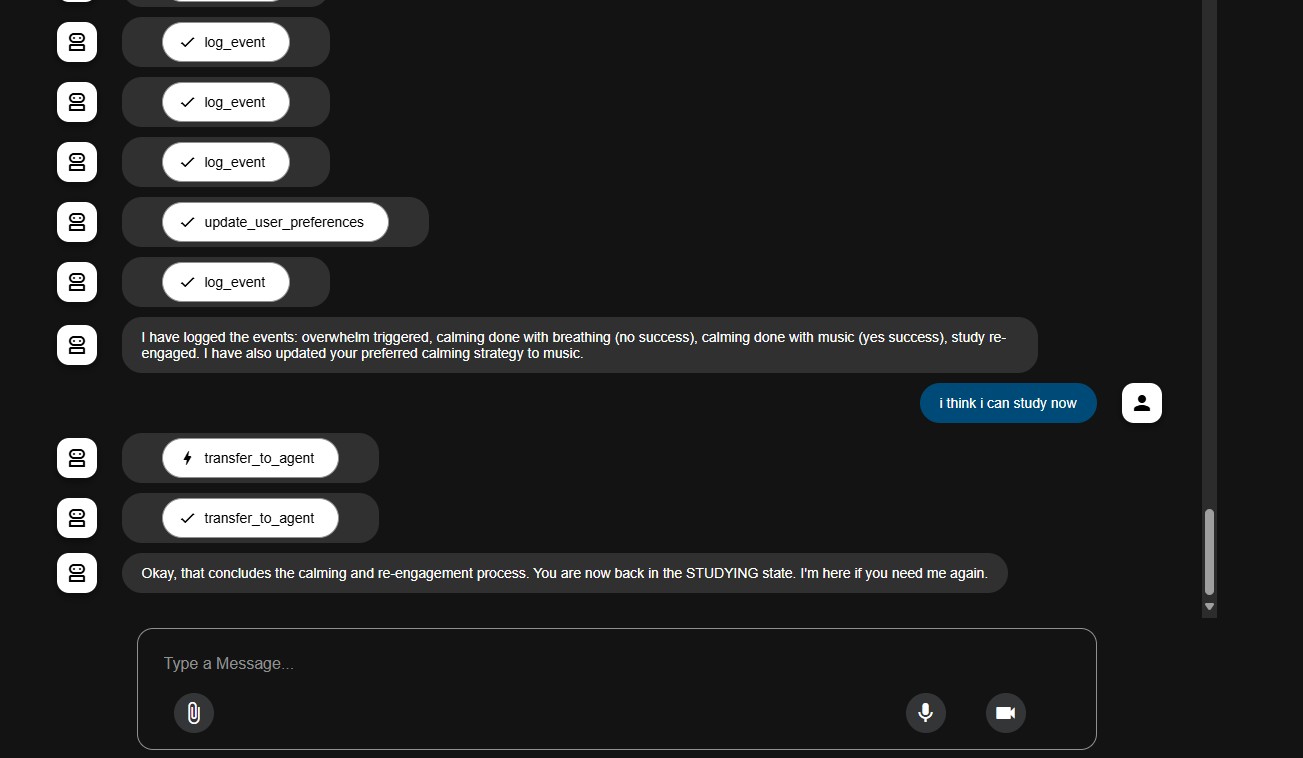 log_event
log_event
log_event
update_user_preferences
log_event
I have logged the events: overwhelm triggered, calming done with breathing (no success), calming done with music (yes success), study re-
engaged. I have also updated your preferred calming strategy to music.
i think i can study now
transfer_to_agent
transfer_to_agent
Okay, that concludes the calming and re-engagement process. You are now back in the STUDYING state. I'm here if you need me again.
Type a Message...